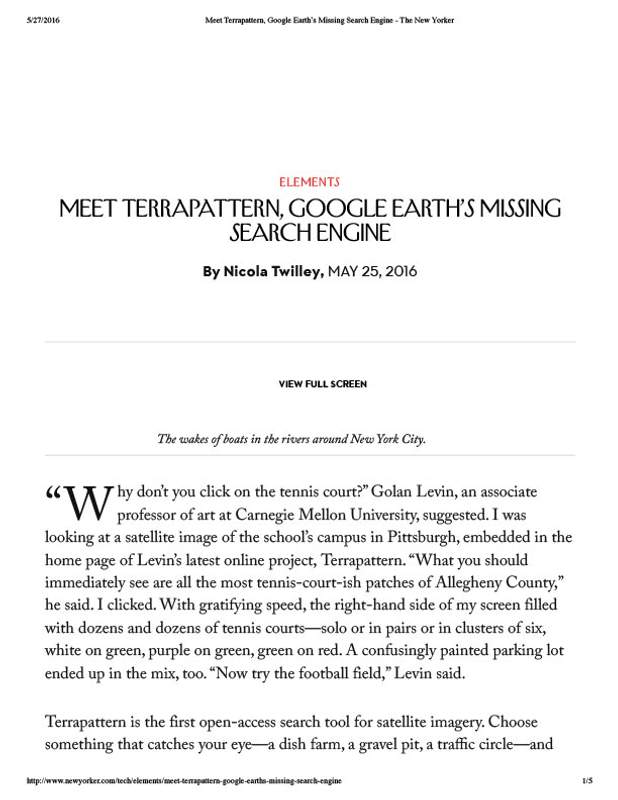 5/27/2016
Meet Terrapattern, Google Earth's Missing Search Engine - The New Yorker
ELEMENTS
MEET TERRAPATTERN, GOOGLE EARTH'S MISSING
SEARCH ENGINE
By Nicola Twilley, MAY 25, 2016
VIEW FULL SCREEN
The wakes of boats in the rivers around New York City.
“Why don’t you click on the tennis court?” Golan Levin, an associate
professor of art at Carnegie Mellon University, suggested. I was
looking at a satellite image of the school’s campus in Pittsburgh, embedded in the
home page of Levin’s latest online project, Terrapattern. “What you should
immediately see are all the most tennis-court-ish patches of Allegheny County,”
he said. I clicked. With gratifying speed, the right-hand side of my screen filled
with dozens and dozens of tennis courts—solo or in pairs or in clusters of six,
white on green, purple on green, green on red. A confusingly painted parking lot
ended up in the mix, too. “Now try the football field,” Levin said.
Terrapattern is the first open-access search tool for satellite imagery. Choose
something that catches your eye—a dish farm, a gravel pit, a traffic circle—and
http://www.newyorker.com/tech/elements/meet-terrapattern-google-earths-missing-search-engine
1/5